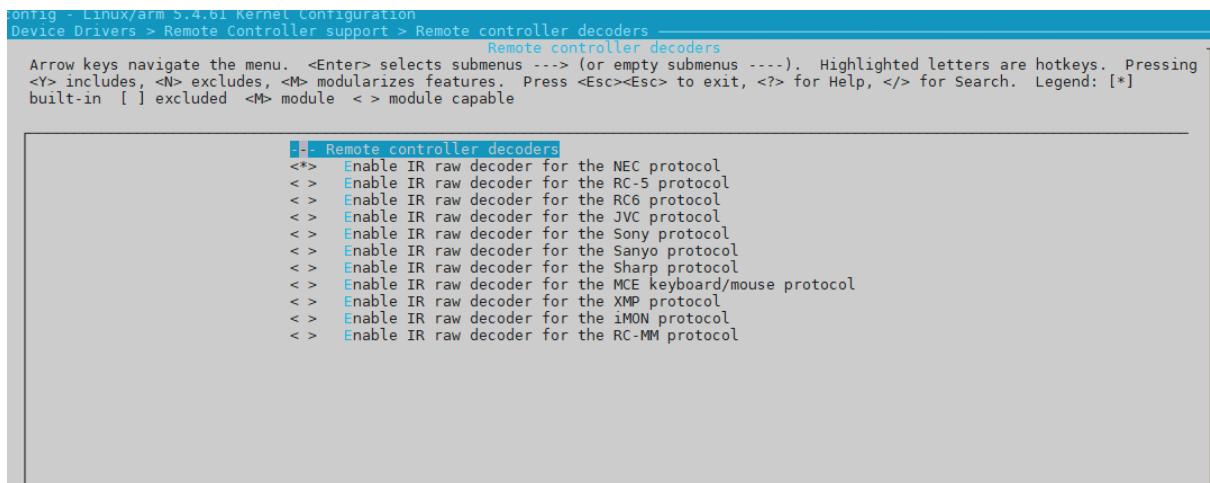 config - Linux/arm 5.4.61 Kernel Configuration
Device Drivers > Remote Controller support > Remote controller decoders
Remote controller decoders
Arrow keys navigate the menu. <Enter> selects submenus ---> (or empty submenus ----). Highlighted letters are hotkeys. Pressing
<Y> includes, <N> excludes, <M> modularizes features. Press <Esc><Esc> to exit, <?> for Help, </> for Search. Legend: [*]
built-in [ ] excluded <M> module < > module capable
--- Remote controller decoders
<*> Enable IR raw decoder for the NEC protocol
< > Enable IR raw decoder for the RC-5 protocol
< > Enable IR raw decoder for the RC6 protocol
< > Enable IR raw decoder for the JVC protocol
< > Enable IR raw decoder for the Sony protocol
< > Enable IR raw decoder for the Sanyo protocol
< > Enable IR raw decoder for the Sharp protocol
< > Enable IR raw decoder for the MCE keyboard/mouse protocol
< > Enable IR raw decoder for the XMP protocol
< > Enable IR raw decoder for the iMON protocol
< > Enable IR raw decoder for the RC-MM protocol